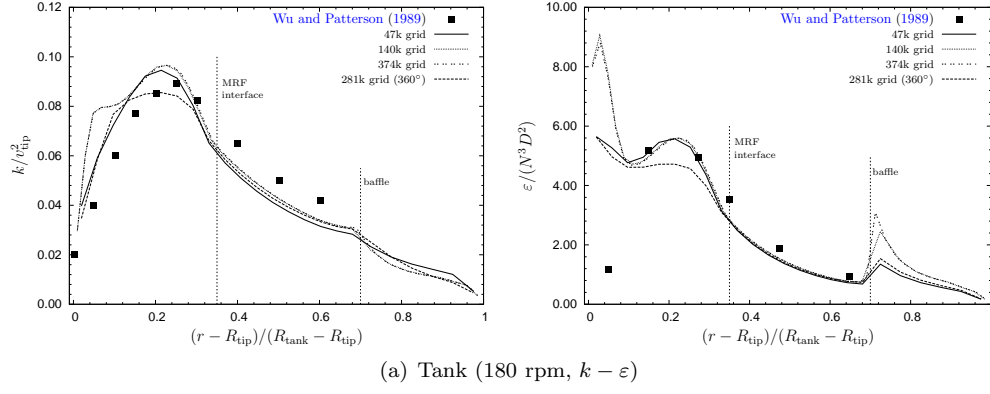 Wu and Patterson (1989)
47k grid
140k grid
374k grid
281k grid (360°)
MRF
interface
baffle
k/v²tip
0.12
0.10
0.08
0.06
0.04
0.02
0.00
0 0.2 0.4 0.6 0.8 1
(r − Rtip)/(Rtank − Rtip)
Wu and Patterson (1989)
47k grid
140k grid
374k grid
281k grid (360°)
MRF
interface
baffle
ε/(N³D²)
10.00
8.00
6.00
4.00
2.00
0.00
0 0.2 0.4 0.6 0.8
(r − Rtip)/(Rtank − Rtip)
(a) Tank (180 rpm, k − ε)